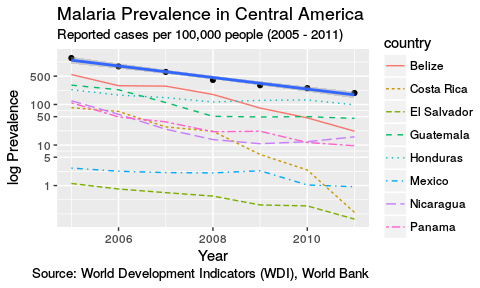 Malaria Prevalence in Central America
Reported cases per 100,000 people (2005 - 2011)
log Prevalence
500
100
50
10
5
1
2006
2008
2010
Year
country
Belize
Costa Rica
El Salvador
Guatemala
Honduras
Mexico
Nicaragua
Panama
Source: World Development Indicators (WDI), World Bank